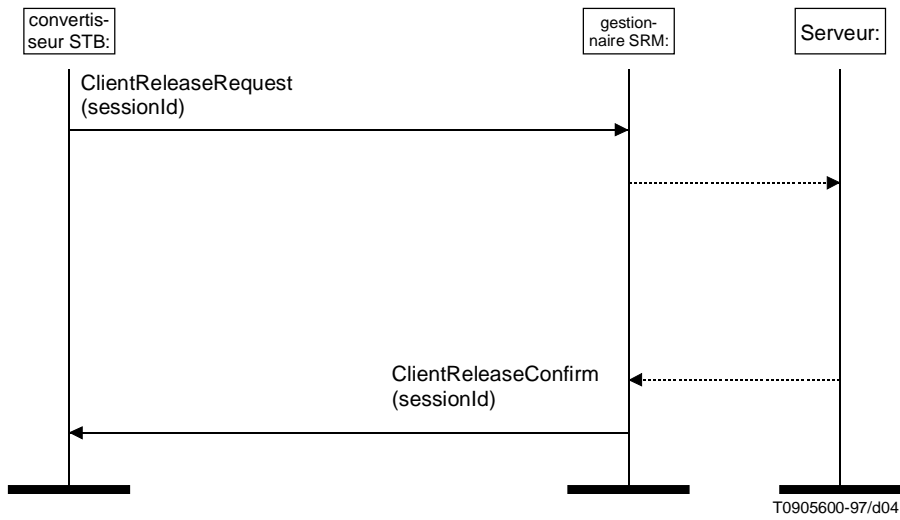 convertis-
seur STB:
gestion-
naire SRM:
Serveur:
ClientReleaseRequest
(sessionId)
ClientReleaseConfirm
(sessionId)
T0905600-97/d04